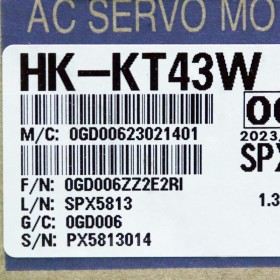 AC SERVO MO
HK-KT43W
M/C: 0GD00623021401
2023,
SPX
F/N: 0GD006ZZ2E2RI
L/N: SPX5813
1.3
G/C: 0GD006
S/N: PX5813014